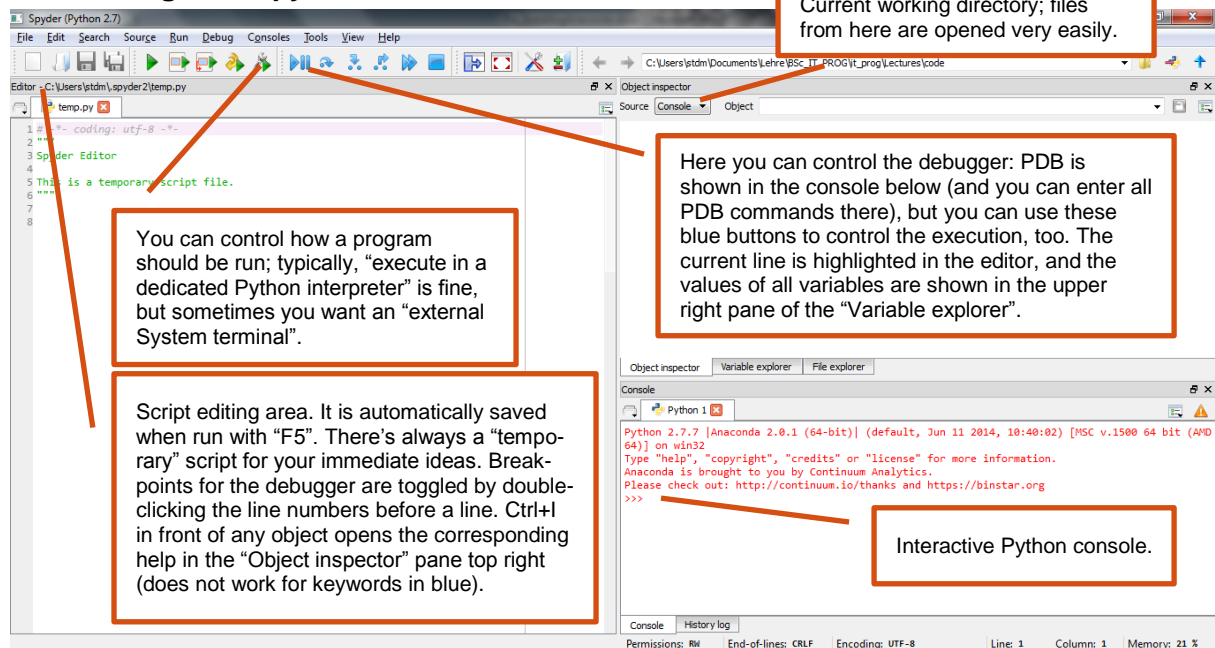 Current working directory; files
from here are opened very easily.
Spyder (Python 2.7)
File Edit Search Source Run Debug Consoles Tools View Help
C:\Users\stdm\Documents\Lehre\BSc_IT_PROG\it_prog\Lectures\code
Editor - C:\Users\stdm\.spyder2\temp.py
temp.py
1 # -*- coding: utf-8 -*-
2 """
3 Spyder Editor
4
5 This is a temporary script file.
6 """
7
8
Object inspector
Source Console Object
Here you can control the debugger: PDB is
shown in the console below (and you can enter all
PDB commands there), but you can use these
blue buttons to control the execution, too. The
current line is highlighted in the editor, and the
values of all variables are shown in the upper
right pane of the “Variable explorer”.
You can control how a program
should be run; typically, “execute in a
dedicated Python interpreter” is fine,
but sometimes you want an “external
System terminal”.
Script editing area. It is automatically saved
when run with “F5”. There’s always a “tempo-
rary” script for your immediate ideas. Break-
points for the debugger are toggled by double-
clicking the line numbers before a line. Ctrl+I
in front of any object opens the corresponding
help in the “Object inspector” pane top right
(does not work for keywords in blue).
Object inspector Variable explorer File explorer
Console
Python 1
Python 2.7.7 |Anaconda 2.0.1 (64-bit)| (default, Jun 11 2014, 10:40:02) [MSC v.1500 64 bit (AMD
64)] on win32
Type "help", "copyright", "credits" or "license" for more information.
Anaconda is brought to you by Continuum Analytics.
Please check out: http://continuum.io/thanks and https://binstar.org
>>>
Interactive Python console.
Console History log
Permissions: RW End-of-lines: CRLF Encoding: UTF-8 Line: 1 Column: 1 Memory: 21 %